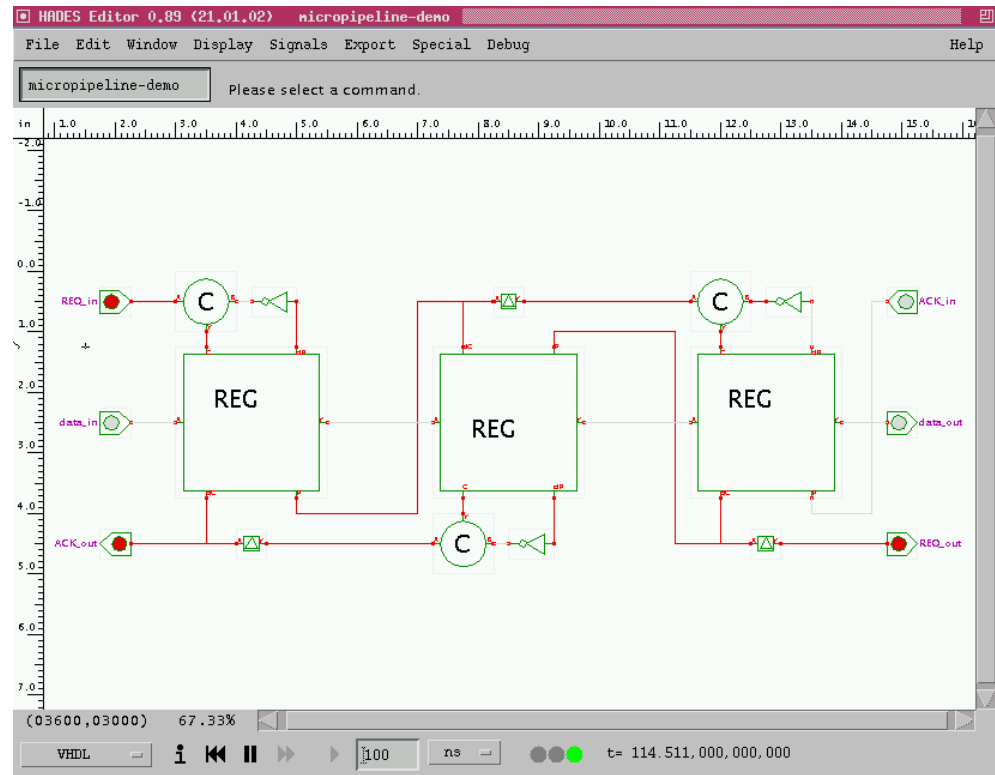 HADES Editor 0.89 (21.01.02) micropipeline-demo
File Edit Window Display Signals Export Special Debug Help
micropipeline-demo Please select a command.
in 1.0 2.0 3.0 4.0 5.0 6.0 7.0 8.0 9.0 10.0 11.0 12.0 13.0 14.0 15.0
-2.0
-1.0
0.0
REQ_in C C ACK_in
1.0
REG REG
2.0
data_in REG data_out
3.0
4.0
ACK_out C REQ_out
5.0
6.0
7.0
(03600,03000) 67.33%
VHDL i 100 ns t= 114.511,000,000,000